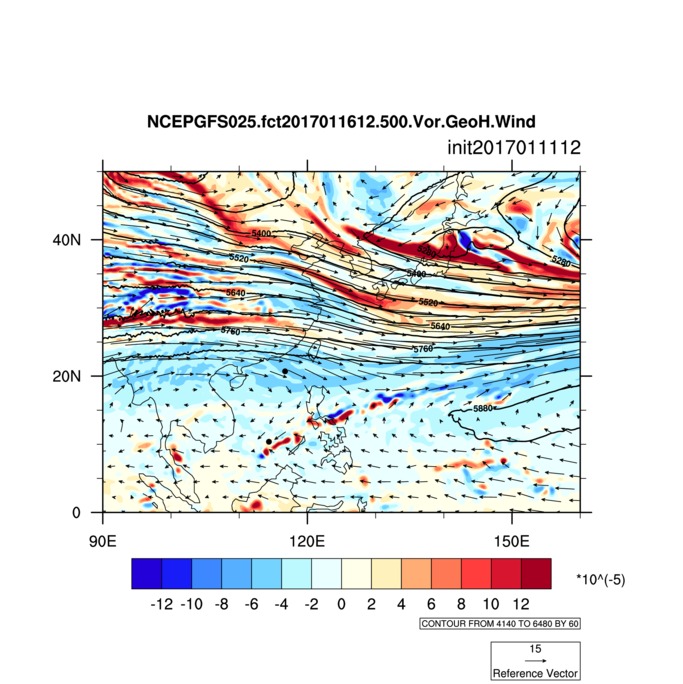 NCEPGFS025.fct2017011612.500.Vor.GeoH.Wind
init2017011112
40N
20N
0
5400
5520
5640
5760
5400
5520
5640
5760
5280
5880
90E 120E 150E
-12 -10 -8 -6 -4 -2 0 2 4 6 8 10 12
*10^(-5)
CONTOUR FROM 4140 TO 6480 BY 60
15
Reference Vector